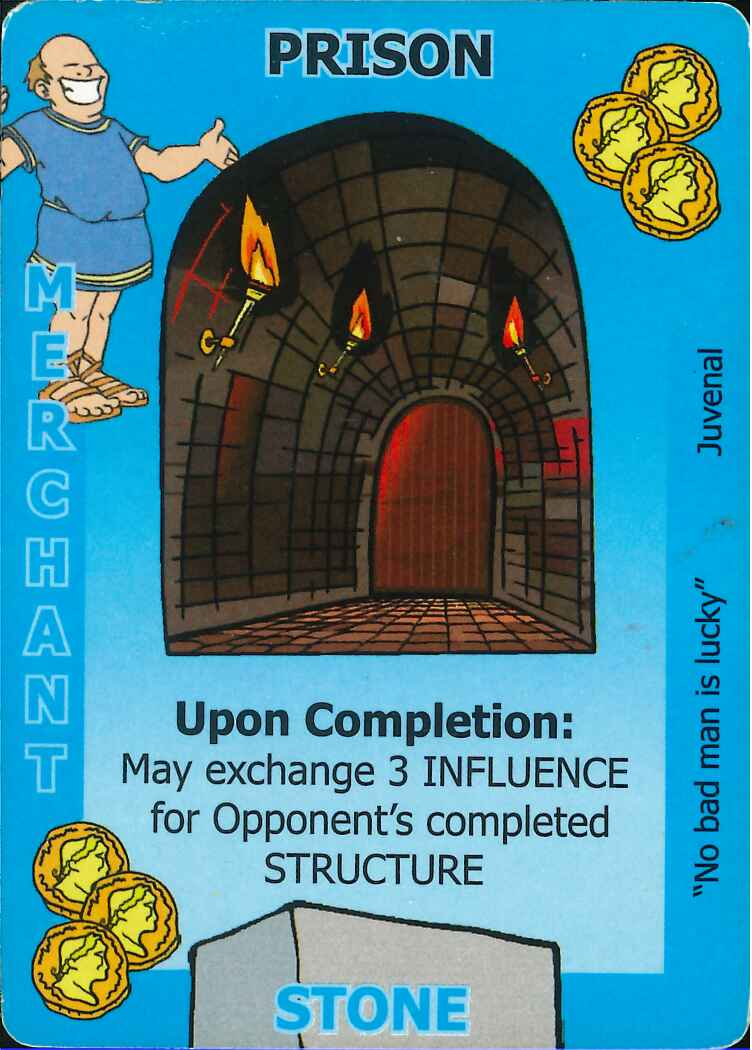 PRISON
MERCHANT
Upon Completion:
May exchange 3 INFLUENCE
for Opponent’s completed
STRUCTURE
“No bad man is lucky”
Juvenal
STONE